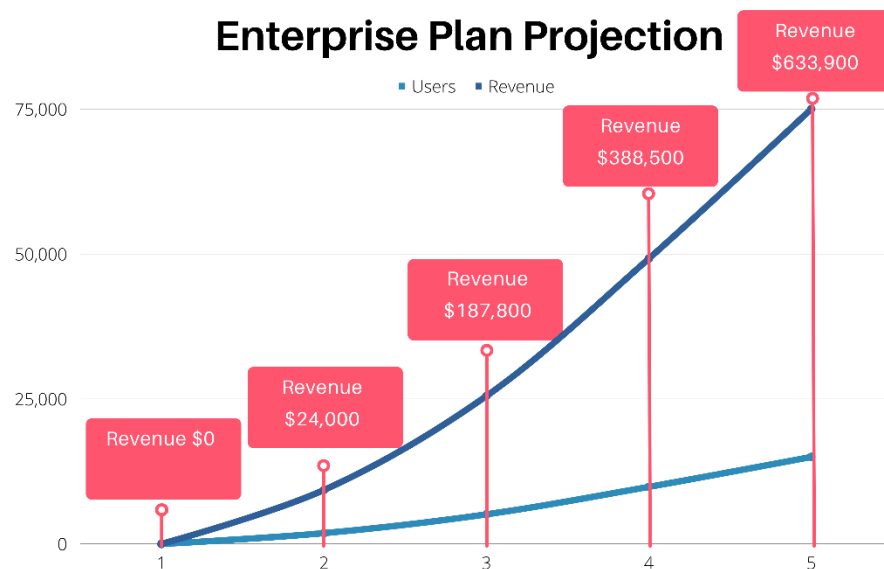 Enterprise Plan Projection
Users Revenue
Revenue
$633,900
75,000
Revenue
$388,500
50,000
Revenue
$187,800
25,000
Revenue
$24,000
Revenue $0
0
1 2 3 4 5